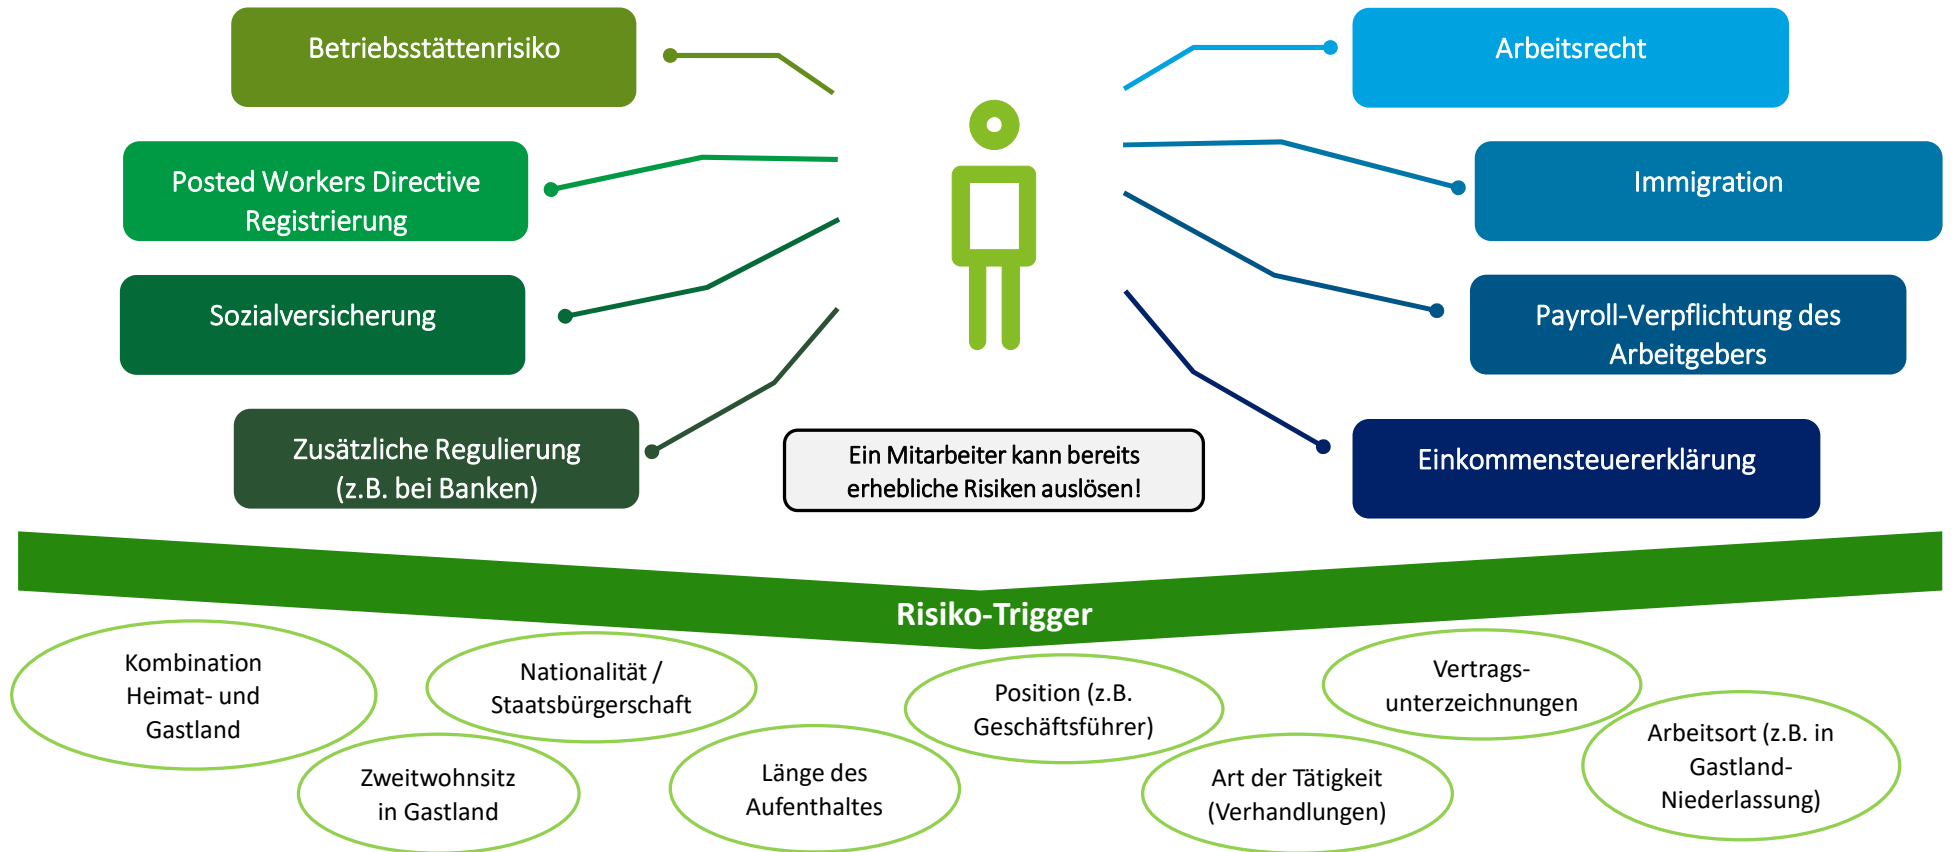 Betriebsstättenrisiko
Arbeitsrecht
Posted Workers Directive
Registrierung
Immigration
Sozialversicherung
Payroll-Verpflichtung des
Arbeitgebers
Zusätzliche Regulierung
(z.B. bei Banken)
Ein Mitarbeiter kann bereits
erhebliche Risiken auslösen!
Einkommensteuererklärung
Risiko-Trigger
Kombination
Heimat- und
Gastland
Nationalität /
Staatsbürgerschaft
Position (z.B.
Geschäftsführer)
Vertrags-
unterzeichnungen
Zweitwohnsitz
in Gastland
Länge des
Aufenthaltes
Art der Tätigkeit
(Verhandlungen)
Arbeitsort (z.B. in
Gastland-
Niederlassung)